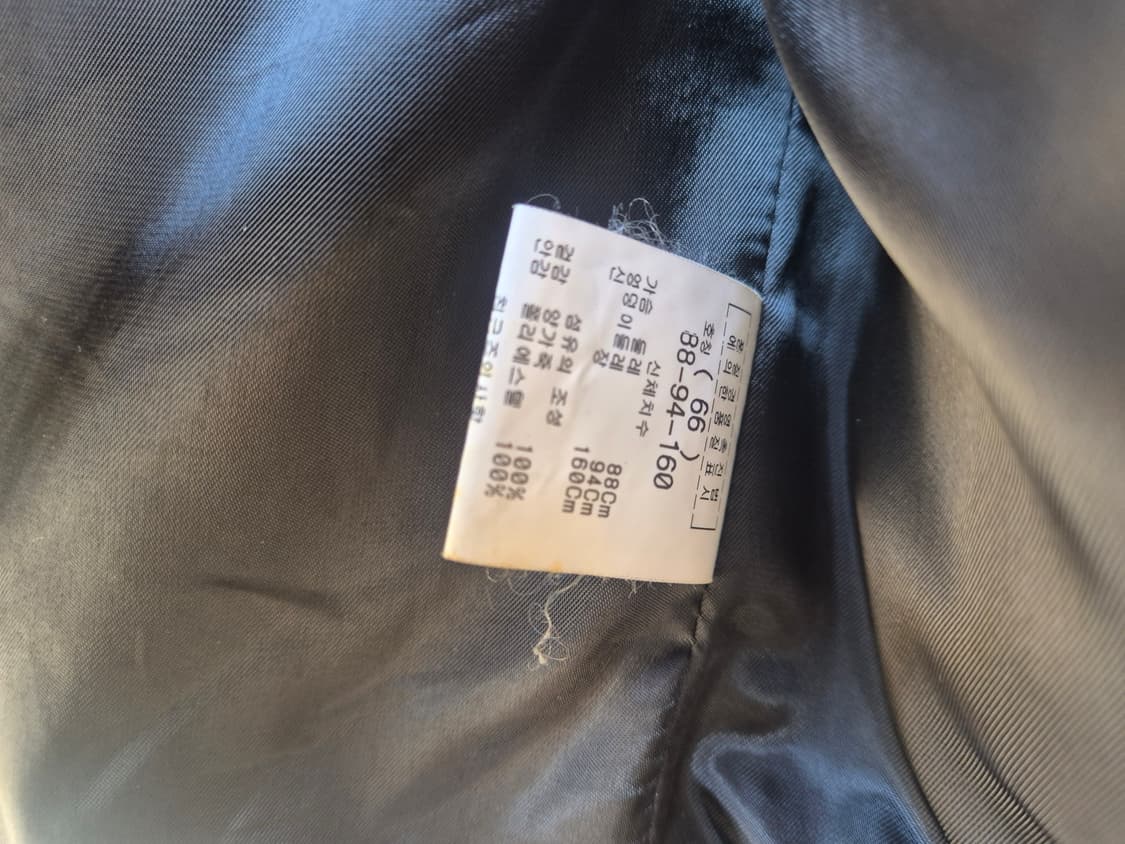 호칭 ( 66 )
88-94-160
신체치수
가슴둘레 88Cm
엉덩이둘레 94Cm
신장 160Cm
섬유의 조성
겉감 양가죽 100%
안감 폴리에스텔 100%